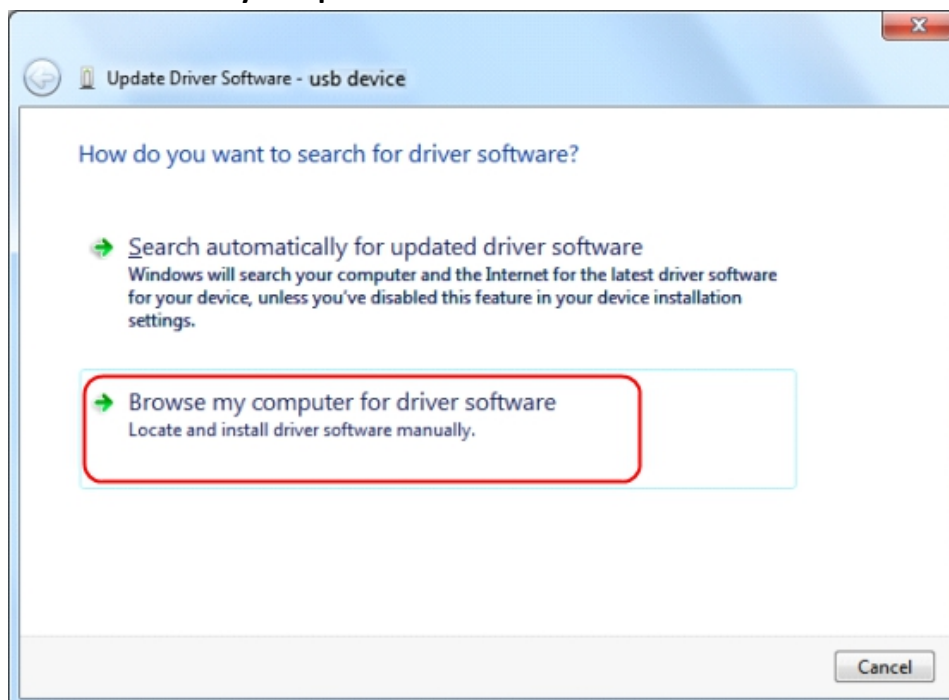 Update Driver Software - usb device
How do you want to search for driver software?
Search automatically for updated driver software
Windows will search your computer and the Internet for the latest driver software
for your device, unless you've disabled this feature in your device installation
settings.
Browse my computer for driver software
Locate and install driver software manually.
Cancel